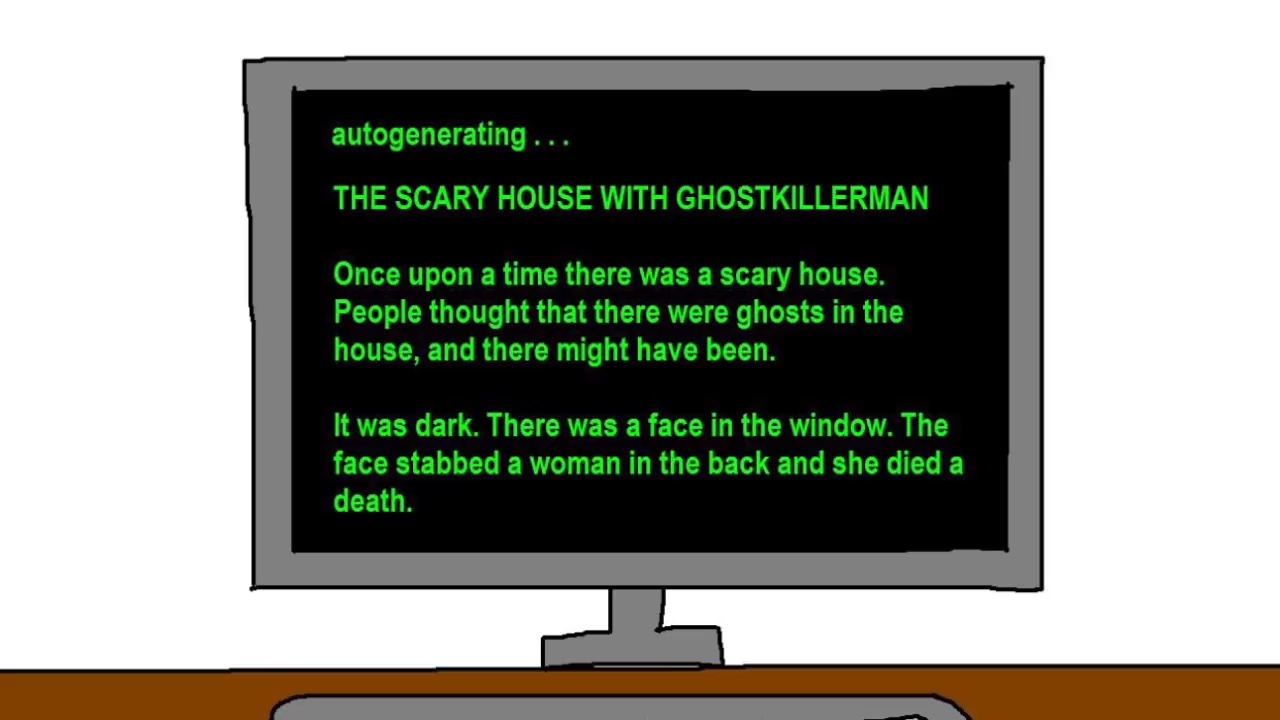 autogenerating . . .
THE SCARY HOUSE WITH GHOSTKILLERMAN
Once upon a time there was a scary house.
People thought that there were ghosts in the
house, and there might have been.
It was dark. There was a face in the window. The
face stabbed a woman in the back and she died a
death.